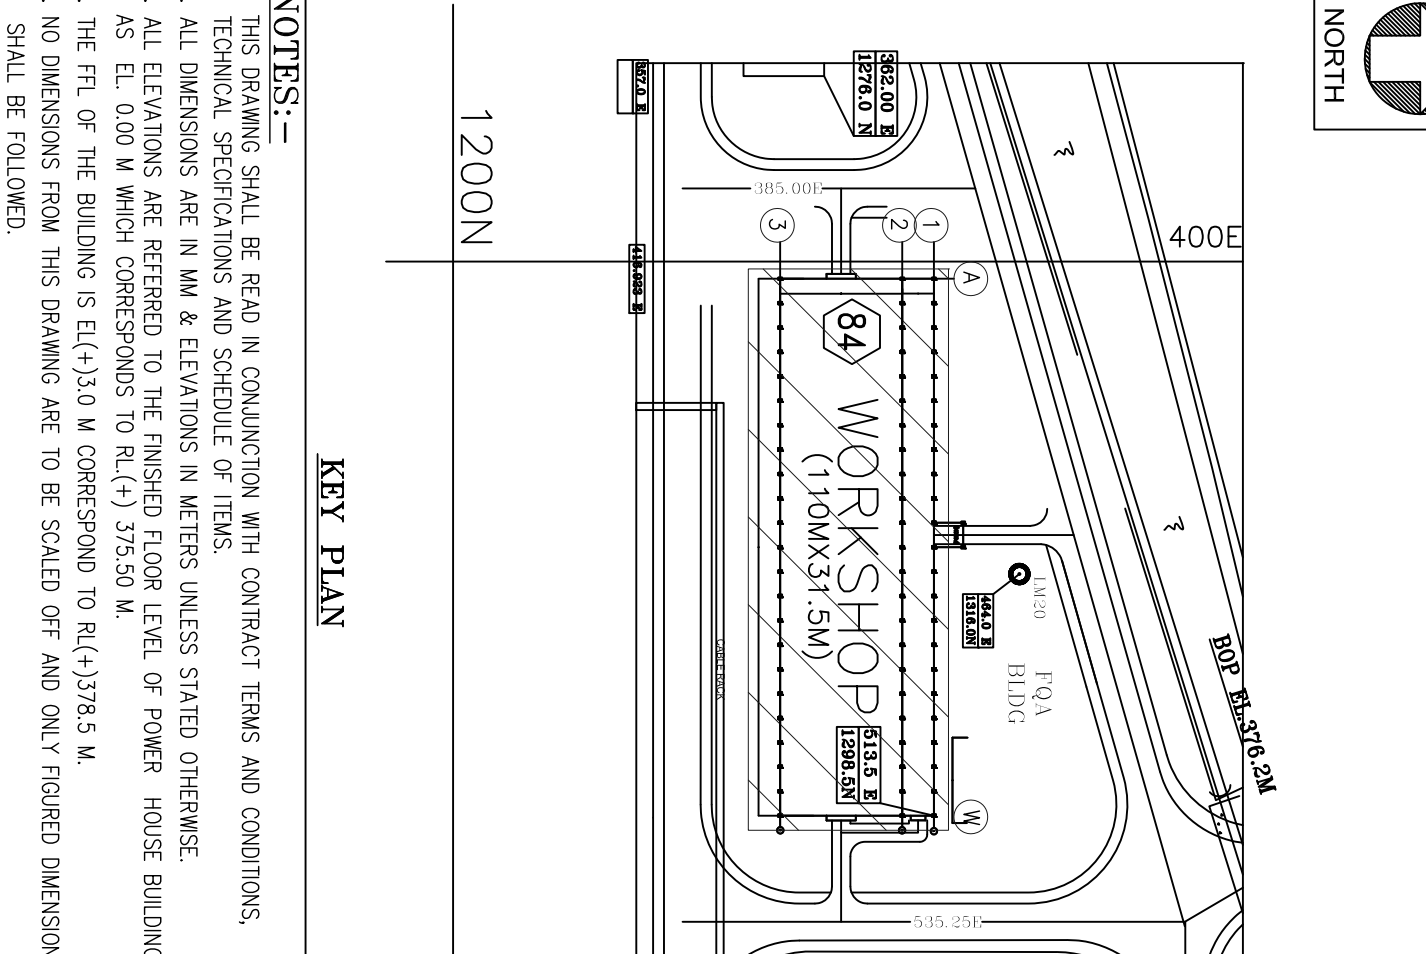 NORTH
400E
BOP EL.376.2M
LM20
464.0 E
1316.0N
FQA
BLDG
A
W
1
2
3
362.00 E
1276.0 N
385.00E
84
WORKSHOP
(110MX31.5M)
513.5 E
1298.5N
535.25E
CABLE RACK
357.0 E
1200N
KEY PLAN
NOTES:-
THIS DRAWING SHALL BE READ IN CONJUNCTION WITH CONTRACT TERMS AND CONDITIONS,
TECHNICAL SPECIFICATIONS AND SCHEDULE OF ITEMS.
. ALL DIMENSIONS ARE IN MM & ELEVATIONS IN METERS UNLESS STATED OTHERWISE.
. ALL ELEVATIONS ARE REFERRED TO THE FINISHED FLOOR LEVEL OF POWER HOUSE BUILDING
AS EL. 0.00 M WHICH CORRESPONDS TO RL.(+) 375.50 M.
. THE FFL OF THE BUILDING IS EL(+)3.0 M CORRESPOND TO RL(+)378.5 M.
. NO DIMENSIONS FROM THIS DRAWING ARE TO BE SCALED OFF AND ONLY FIGURED DIMENSION
SHALL BE FOLLOWED.